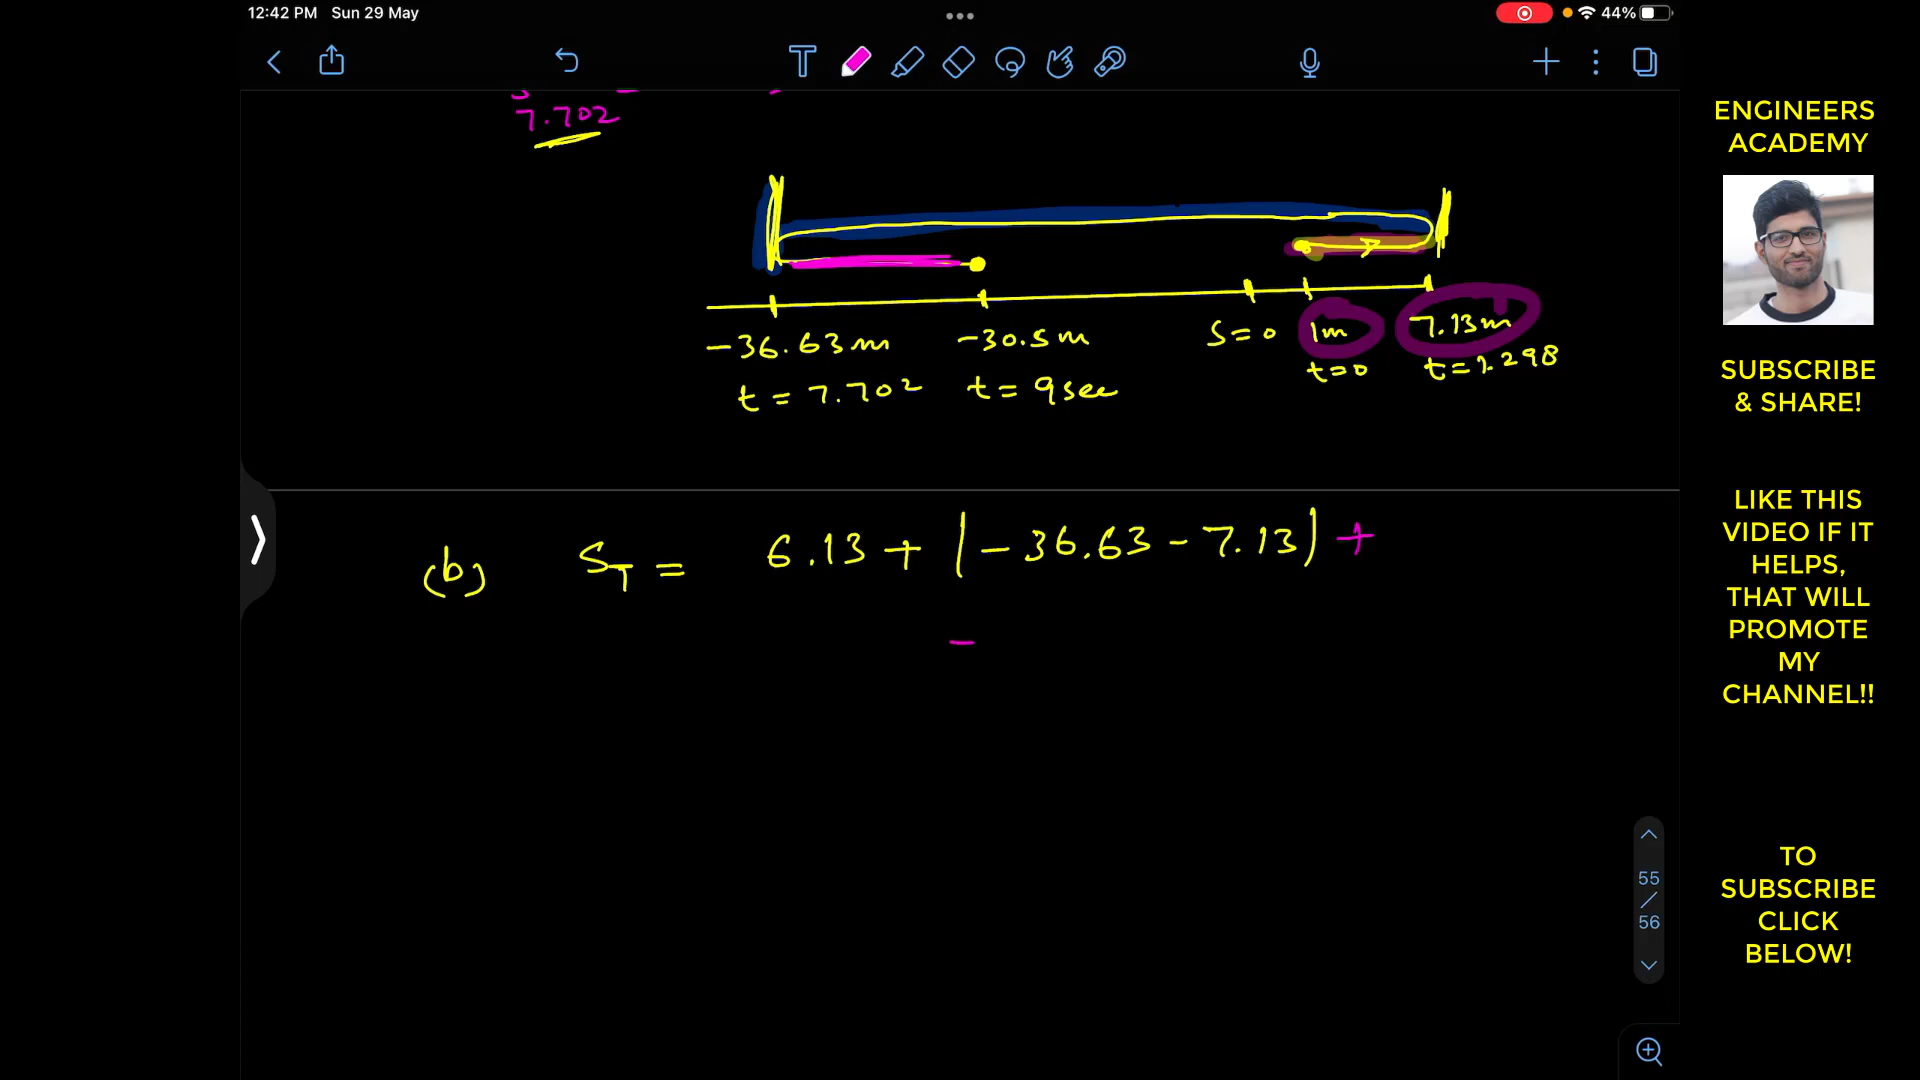 12:42 PM Sun 29 May
44%
7.702
-36.63m -30.5m S=0 1m 7.13m
t=7.702 t=9sec t=0 t=1.298
(b) S_T = 6.13 + |-36.63 - 7.13| +
-
55
/
56
ENGINEERS
ACADEMY
SUBSCRIBE
& SHARE!
LIKE THIS
VIDEO IF IT
HELPS,
THAT WILL
PROMOTE
MY
CHANNEL!!
TO
SUBSCRIBE
CLICK
BELOW!